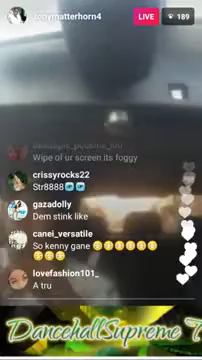 tonymatterhorn4
LIVE
189
Wipe of ur screen its foggy
crissyrocks22
Str8888
gazadolly
Dem stink like
canei_versatile
So kenny gane
lovefashion101_
A tru
DancehallSupreme T